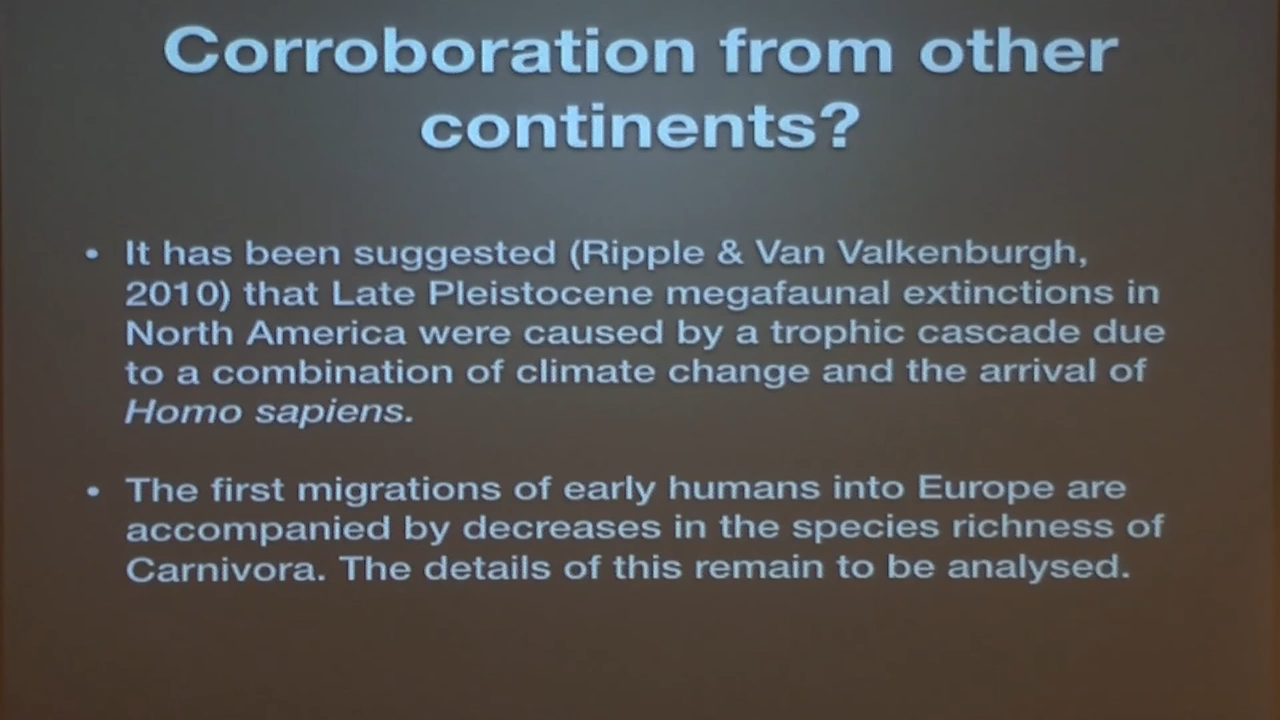 Corroboration from other
continents?
• It has been suggested (Ripple & Van Valkenburgh,
2010) that Late Pleistocene megafaunal extinctions in
North America were caused by a trophic cascade due
to a combination of climate change and the arrival of
Homo sapiens.
• The first migrations of early humans into Europe are
accompanied by decreases in the species richness of
Carnivora. The details of this remain to be analysed.